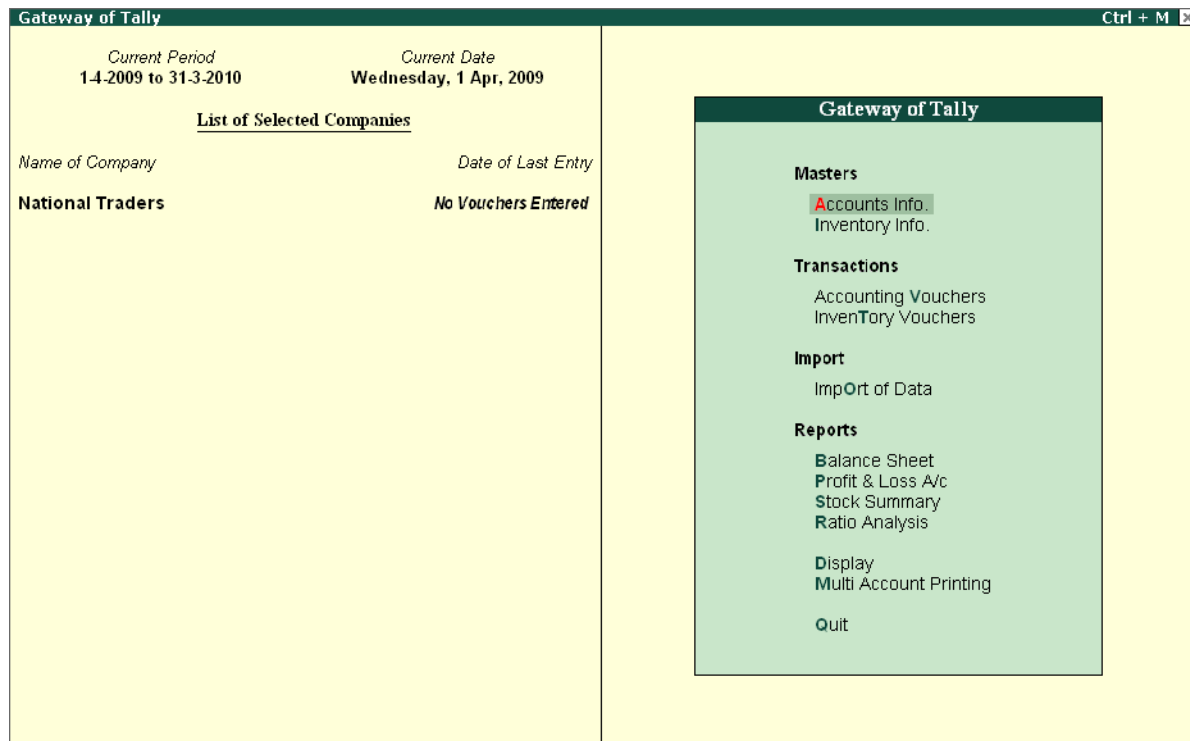 Gateway of Tally Ctrl + M
Current Period Current Date
1-4-2009 to 31-3-2010 Wednesday, 1 Apr, 2009
List of Selected Companies
Name of Company Date of Last Entry
National Traders No Vouchers Entered
Gateway of Tally
Masters
Accounts Info.
Inventory Info.
Transactions
Accounting Vouchers
InvenTory Vouchers
Import
ImpOrt of Data
Reports
Balance Sheet
Profit & Loss A/c
Stock Summary
Ratio Analysis
Display
Multi Account Printing
Quit